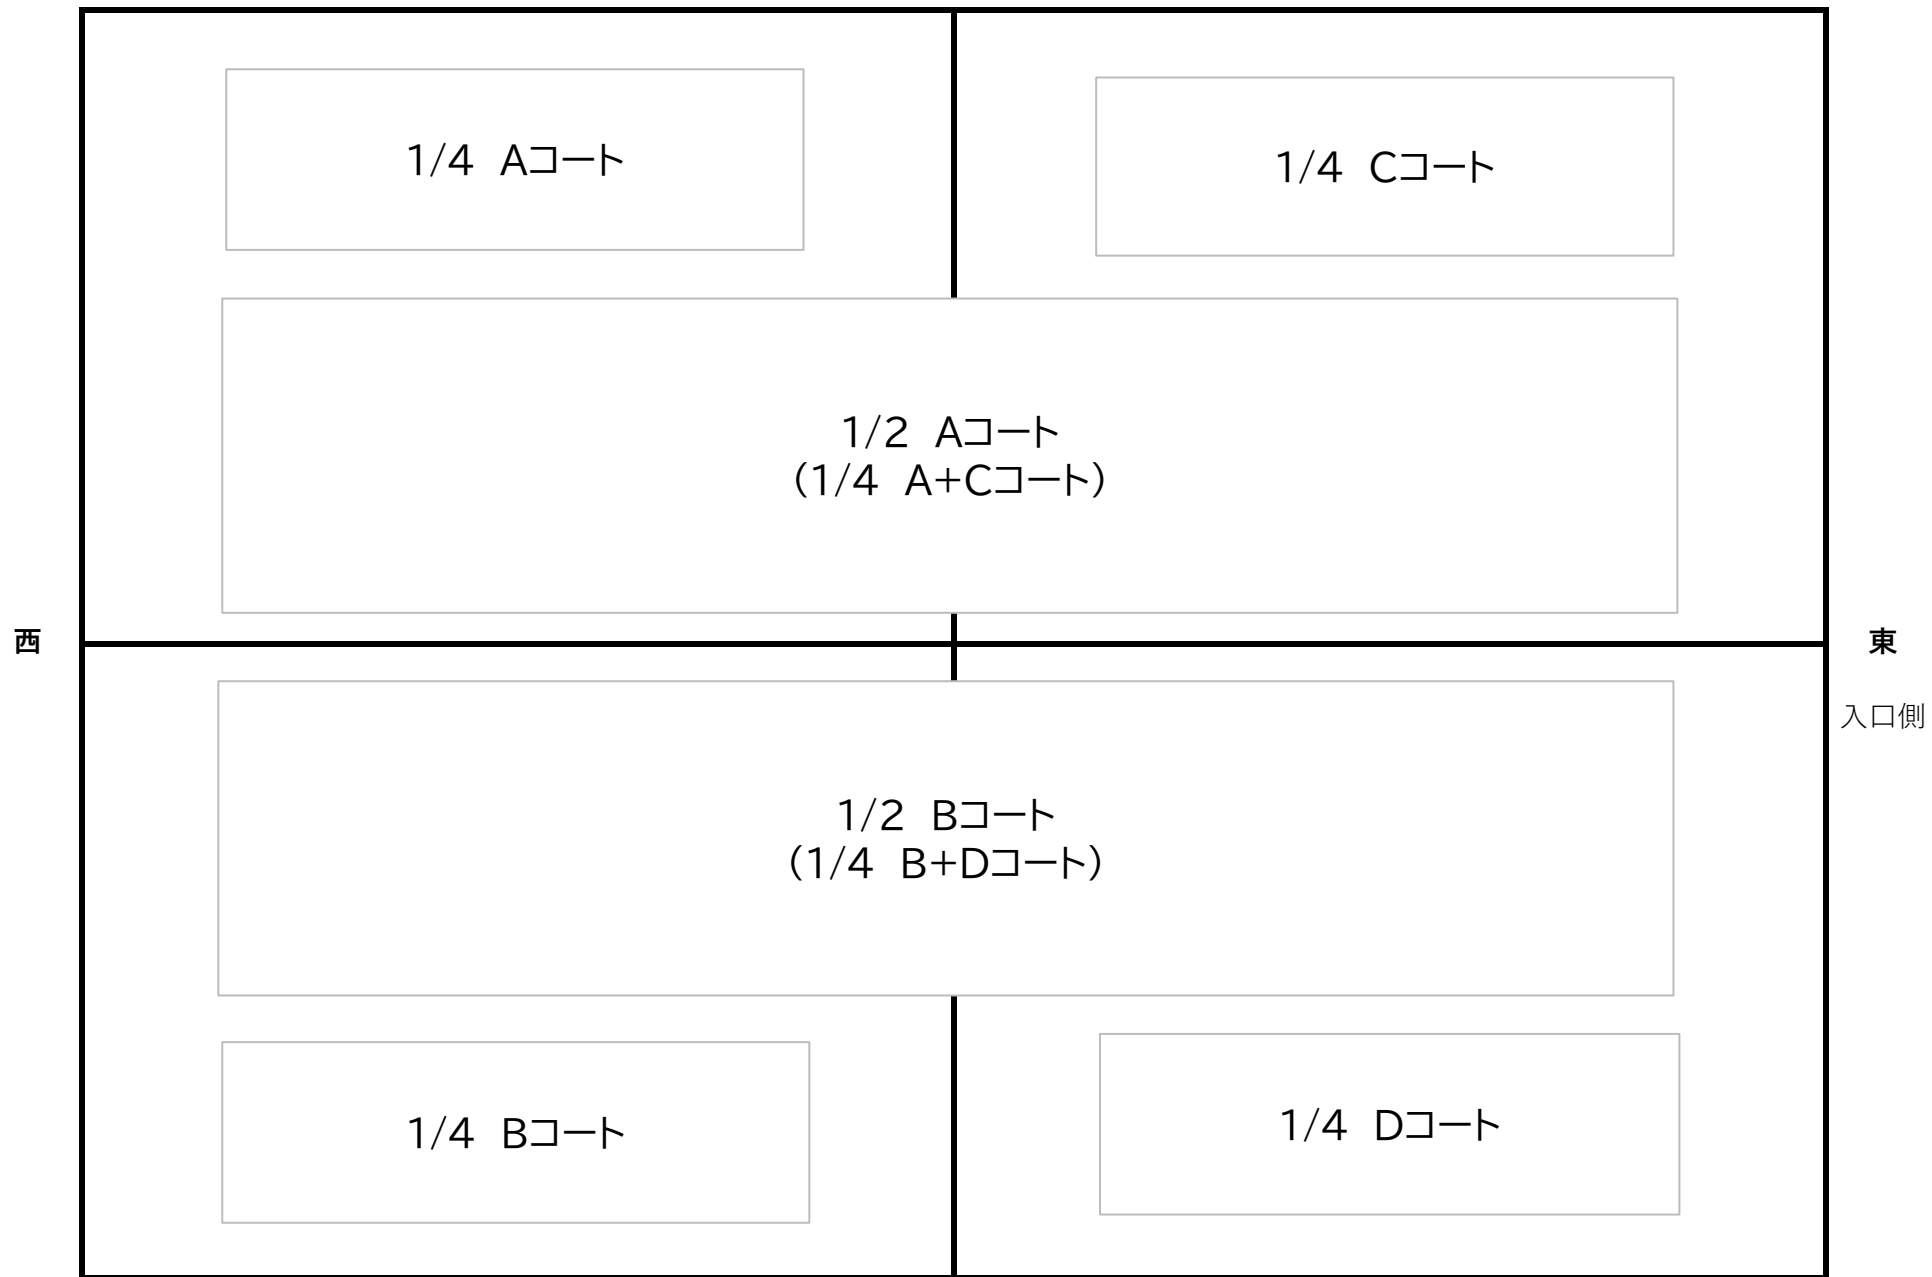 1/4　Aコート
1/4　Cコート
1/2　Aコート
（1/4　A+Cコート）
西
東
入口側
1/2　Bコート
（1/4　B+Dコート）
1/4　Bコート
1/4　Dコート